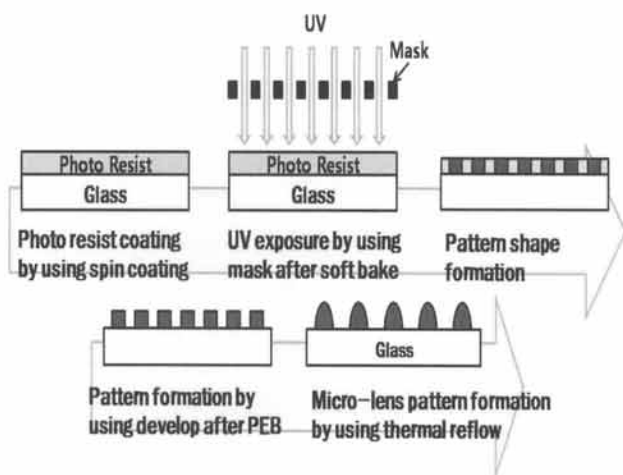 UV
Mask
Photo Resist
Glass
Photo Resist
Glass
Photo resist coating
by using spin coating
UV exposure by using
mask after soft bake
Pattern shape
formation
Glass
Pattern formation by
using develop after PEB
Micro-lens pattern formation
by using thermal reflow